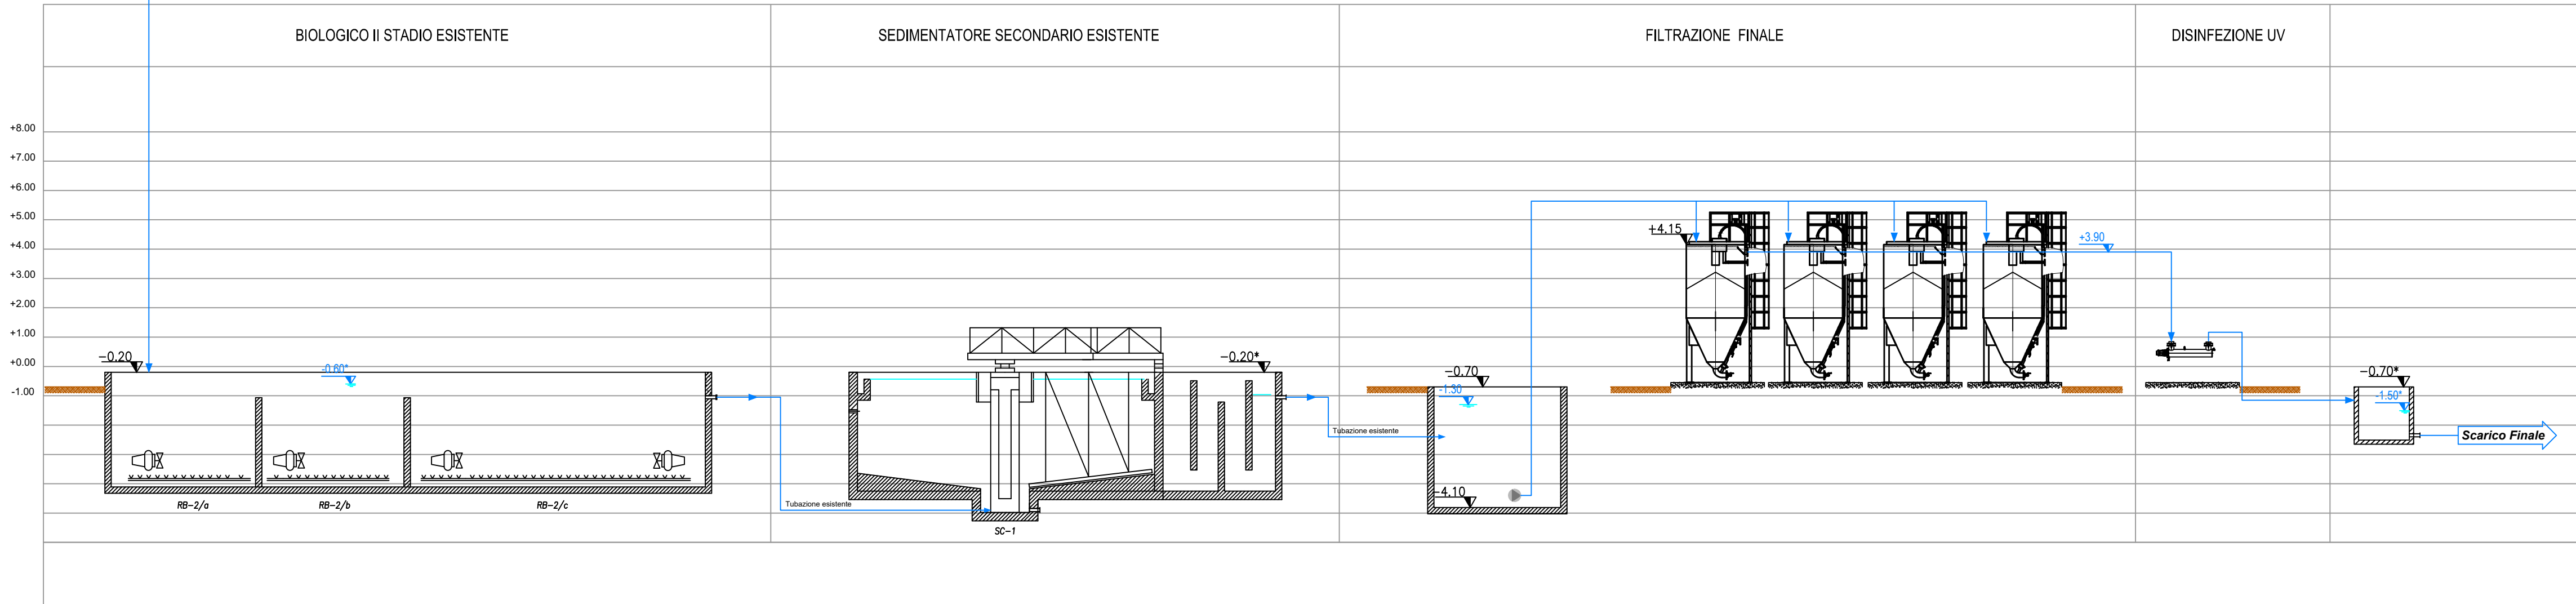 BIOLOGICO II STADIO ESISTENTE
SEDIMENTATORE SECONDARIO ESISTENTE
FILTRAZIONE FINALE
DISINFEZIONE UV
+8.00
+7.00
+6.00
+5.00
+4.00
+3.00
+2.00
+1.00
+0.00
-1.00
-0.20
-0.60*
RB-2/a
RB-2/b
RB-2/c
Tubazione esistente
SC-1
-0.20*
Tubazione esistente
-0.70
-1.30
-4.10
+4.15
+3.90
-0.70*
-1.50*
Scarico Finale